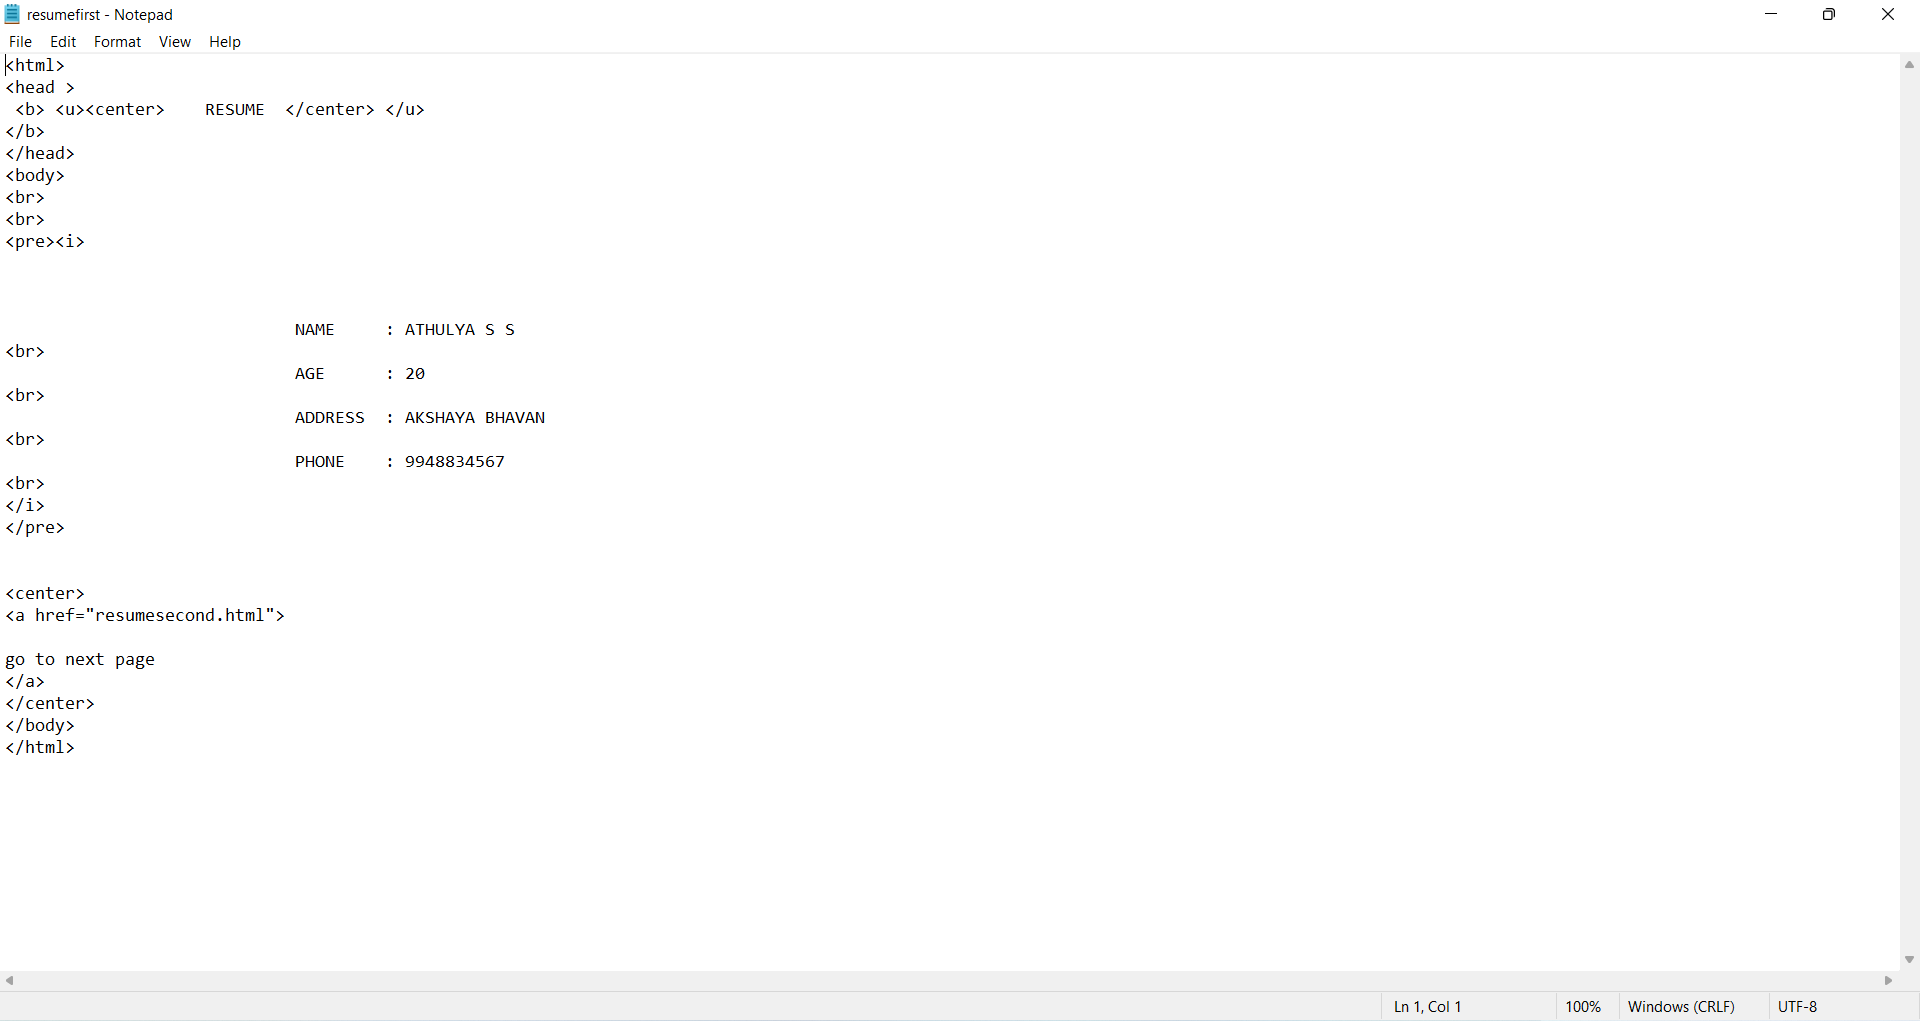 resumefirst - Notepad
File Edit Format View Help
<html>
<head >
 <b> <u><center>    RESUME  </center> </u>
</b>
</head>
<body>
<br>
<br>
<pre><i>
                             NAME     : ATHULYA S S
<br>
                             AGE      : 20
<br>
                             ADDRESS  : AKSHAYA BHAVAN
<br>
                             PHONE    : 9948834567
<br>
</i>
</pre>
<center>
<a href="resumesecond.html">
go to next page
</a>
</center>
</body>
</html>
Ln 1, Col 1 100% Windows (CRLF) UTF-8